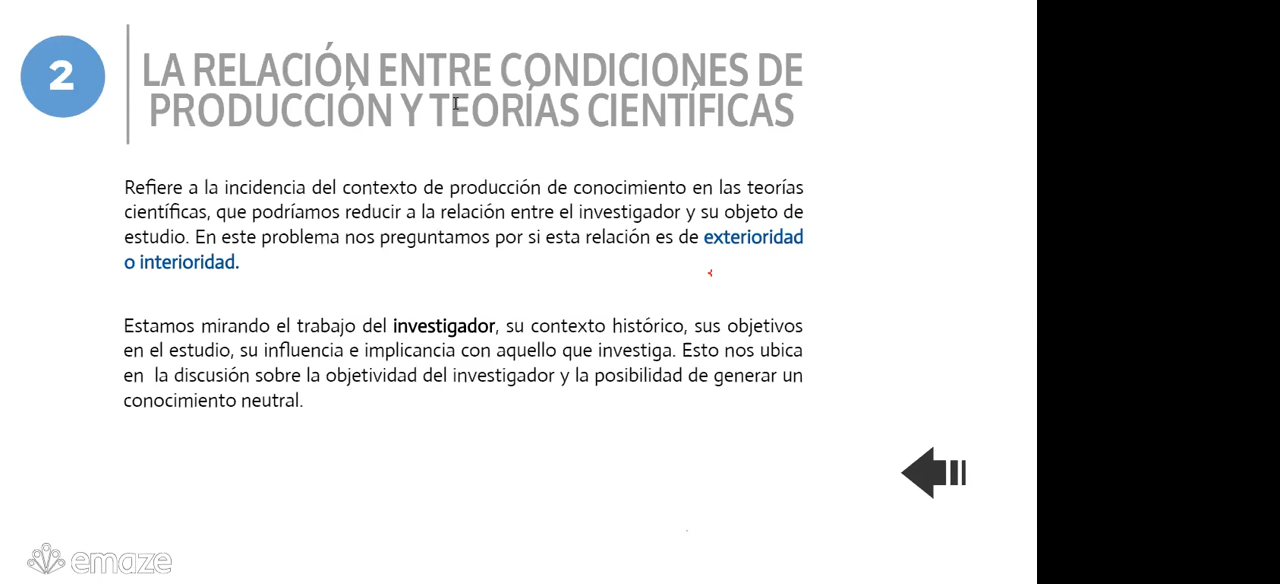 2
LA RELACIÓN ENTRE CONDICIONES DE
PRODUCCIÓN Y TEORÍAS CIENTÍFICAS
Refiere a la incidencia del contexto de producción de conocimiento en las teorías
científicas, que podríamos reducir a la relación entre el investigador y su objeto de
estudio. En este problema nos preguntamos por si esta relación es de exterioridad
o interioridad.
Estamos mirando el trabajo del investigador, su contexto histórico, sus objetivos
en el estudio, su influencia e implicancia con aquello que investiga. Esto nos ubica
en la discusión sobre la objetividad del investigador y la posibilidad de generar un
conocimiento neutral.
emaze